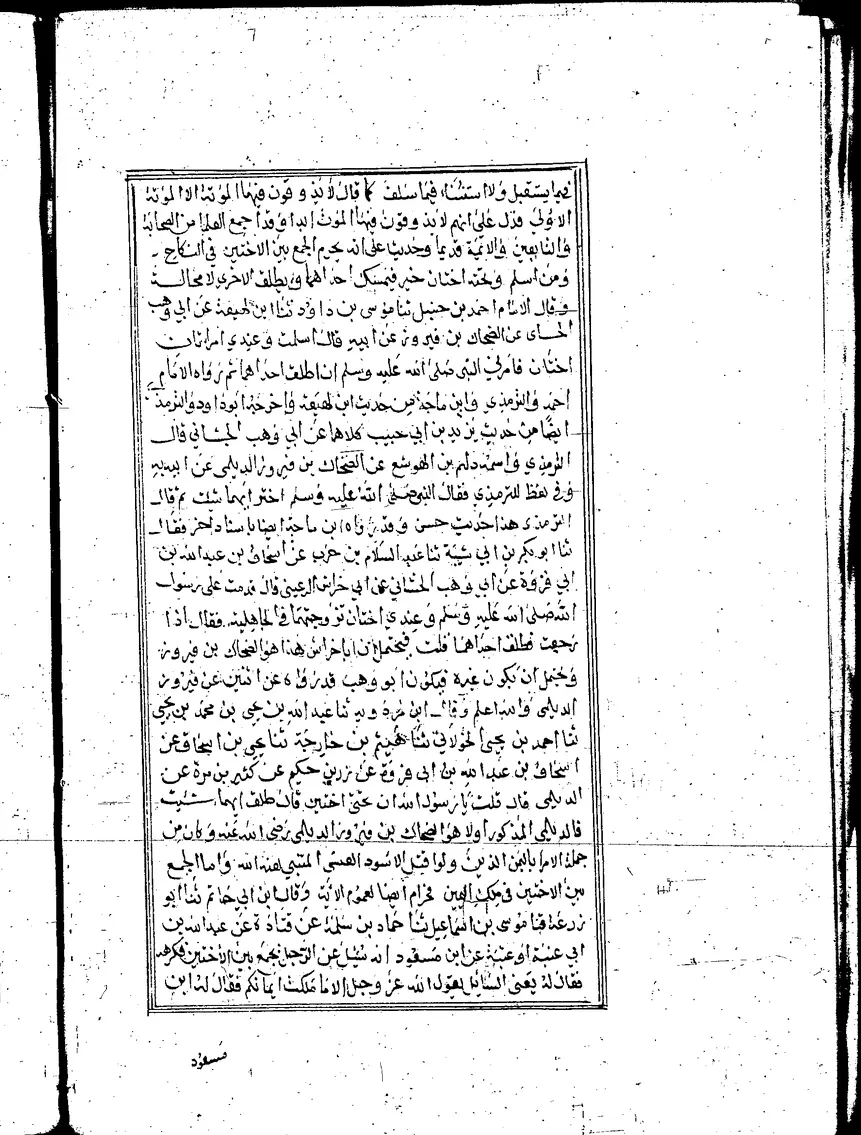 فيما يستقبل ولا استثناء فيما سلف كما قال لا يذوقون فيها الموتة الا الموتة
الاولى فدل على انهم لا يذوقون فيها الموت ابدا وقد اجمع العلما من الصحابة
والتابعين والائمة قديما وحديثا على انه يحرم الجمع بين الاختين في النكاح
ومن اسلم وتحته اختان خير فيمسك احداهما ويطلق الاخرى لا محالة
وقال الامام احمد بن حنبل ثنا موسى بن داود ثنا ابن لهيعة عن ابي وهب
الجشاني عن الضحاك بن فيروز عن ابيه قال اسلمت وعندي امراتان
اختان فامرني النبي صلى الله عليه وسلم ان اطلق احداهما ثم رواه الامام
احمد والترمذي وابن ماجة من حديث ابن لهيعة واخرجه ابو داود والترمذي
ايضا من حديث يزيد بن ابي حبيب كلاهما عن ابي وهب الجشاني قال
الترمذي واسمه دلم بن الهوشع عن الضحاك بن فيروز الديلمي عن ابيه به
وفي لفظ للترمذي فقال النبي صلى الله عليه وسلم اختر ايهما شئت ثم قال
الترمذي هذا حديث حسن وقد رواه ابن ماجه ايضا باسناد اخر فقال
ثنا ابو بكر بن ابي شيبة ثنا عبد السلام بن حرب عن اسحاق بن عبد الله بن
ابي فروة عن ابي وهب الجشاني عن ابي خراش الرعيني قال قدمت على رسول
الله صلى الله عليه وسلم وعندي اختان تزوجتهما في الجاهلية فقال اذا
رجعت فطلق احداهما قلت فيحتمل ان ابا خراش هذا هو الضحاك بن فيروز
ويحتمل ان يكون غيره فيكون ابو وهب قد رواه عن اثنين عن فيروز
الديلمي والله اعلم وقال ابن مردويه ثنا عبد الله بن يحيى بن محمد بن يحيى
ثنا احمد بن يحيى الخولاني ثنا هيثم بن خارجة ثنا يحيى بن اسحاق عن
اسحاق بن عبد الله بن ابي فروة عن زر بن حكيم عن كثير بن مرة عن
الديلمي قال قلت يا رسول الله ان تحتي اختين قال طلق ايهما شئت
فالديلمي المذكور اولا هو الضحاك بن فيروز الديلمي رضي الله عنه وكان من
جملة الامرا باليمن الذين ولوا قتل الاسود العنسي المتنبي لعنه الله واما الجمع
بين الاختين في ملك اليمين فحرام ايضا لعموم الاية وقال ابن ابي حاتم ثنا ابو
زرعة ثنا موسى بن اسماعيل ثنا حماد بن سلمة عن قتادة عن عبد الله بن
ابي عنبة او عتبة عن ابن مسعود انه سئل عن الرجل يجمع بين الاختين فكرهه
فقال له يعني السائل يقول الله عز وجل الا ما ملكت ايمانكم فقال له ابن
مسعود